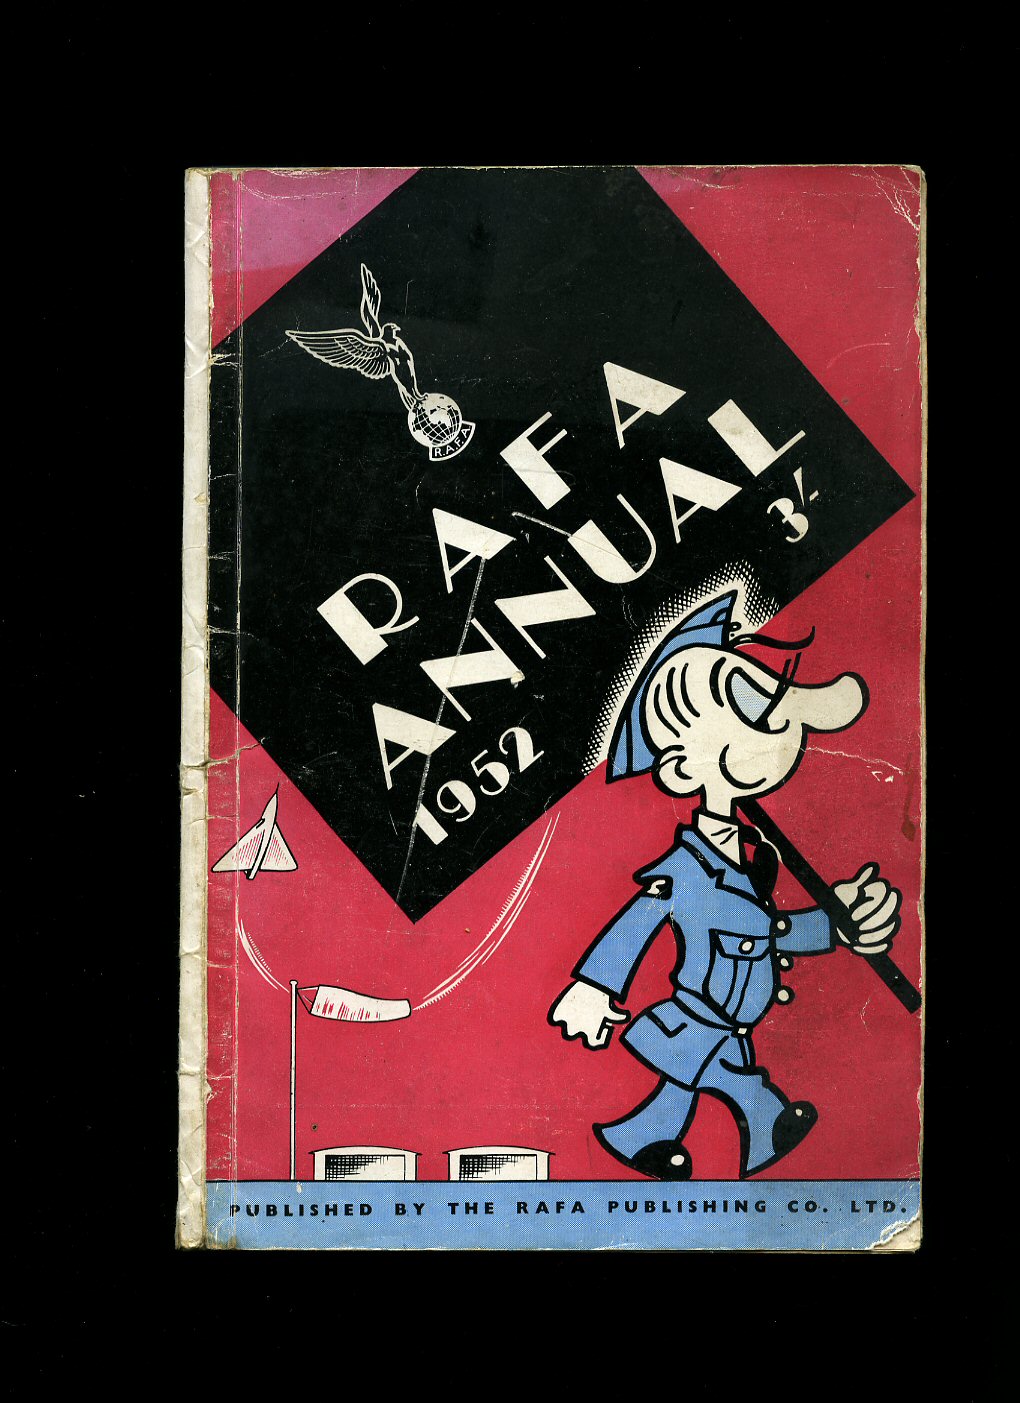 R.A.F.A.
RAFA
ANNUAL
1952
3/-
PUBLISHED BY THE RAFA PUBLISHING CO. LTD.